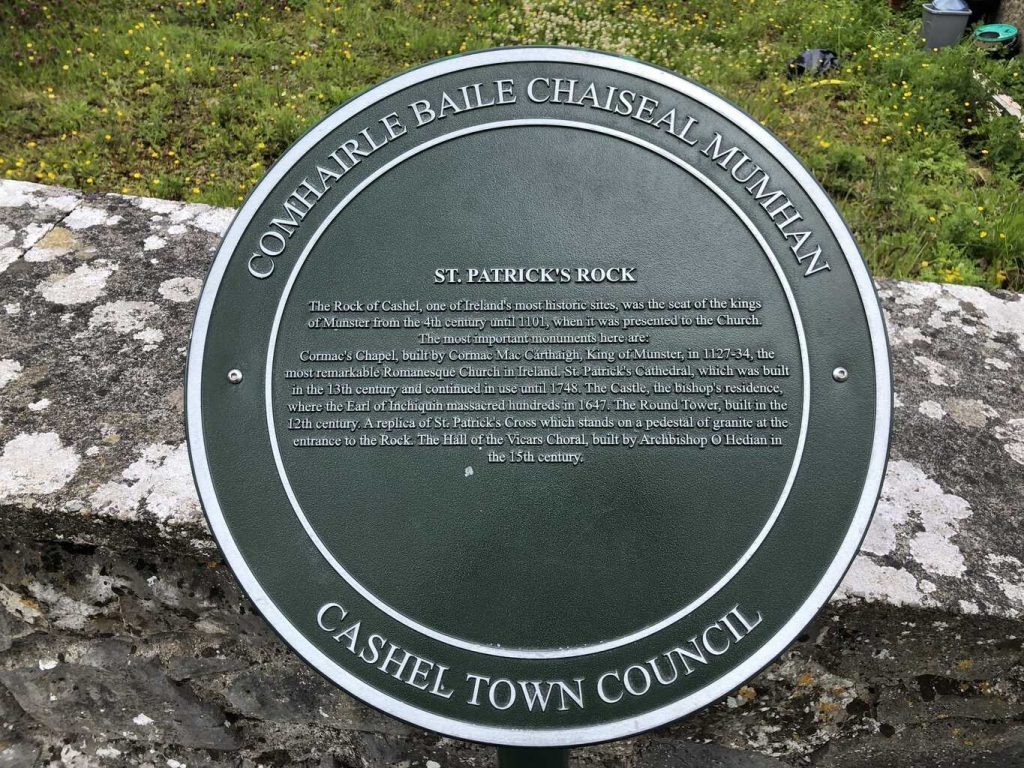 COMHAIRLE BAILE CHAISEAL MUMHAN
ST. PATRICK'S ROCK
The Rock of Cashel, one of Ireland's most historic sites, was the seat of the kings
of Munster from the 4th century until 1101, when it was presented to the Church.
The most important monuments here are:
Cormac's Chapel, built by Cormac Mac Cárthaigh, King of Munster, in 1127-34, the
most remarkable Romanesque Church in Ireland. St. Patrick's Cathedral, which was built
in the 13th century and continued in use until 1748. The Castle, the bishop's residence,
where the Earl of Inchiquin massacred hundreds in 1647. The Round Tower, built in the
12th century. A replica of St. Patrick's Cross which stands on a pedestal of granite at the
entrance to the Rock. The Hall of the Vicars Choral, built by Archbishop O Hedian in
the 15th century.
CASHEL TOWN COUNCIL